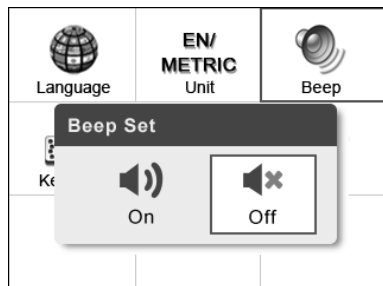 EN/
METRIC
Language
Unit
Beep
Beep Set
On
Off